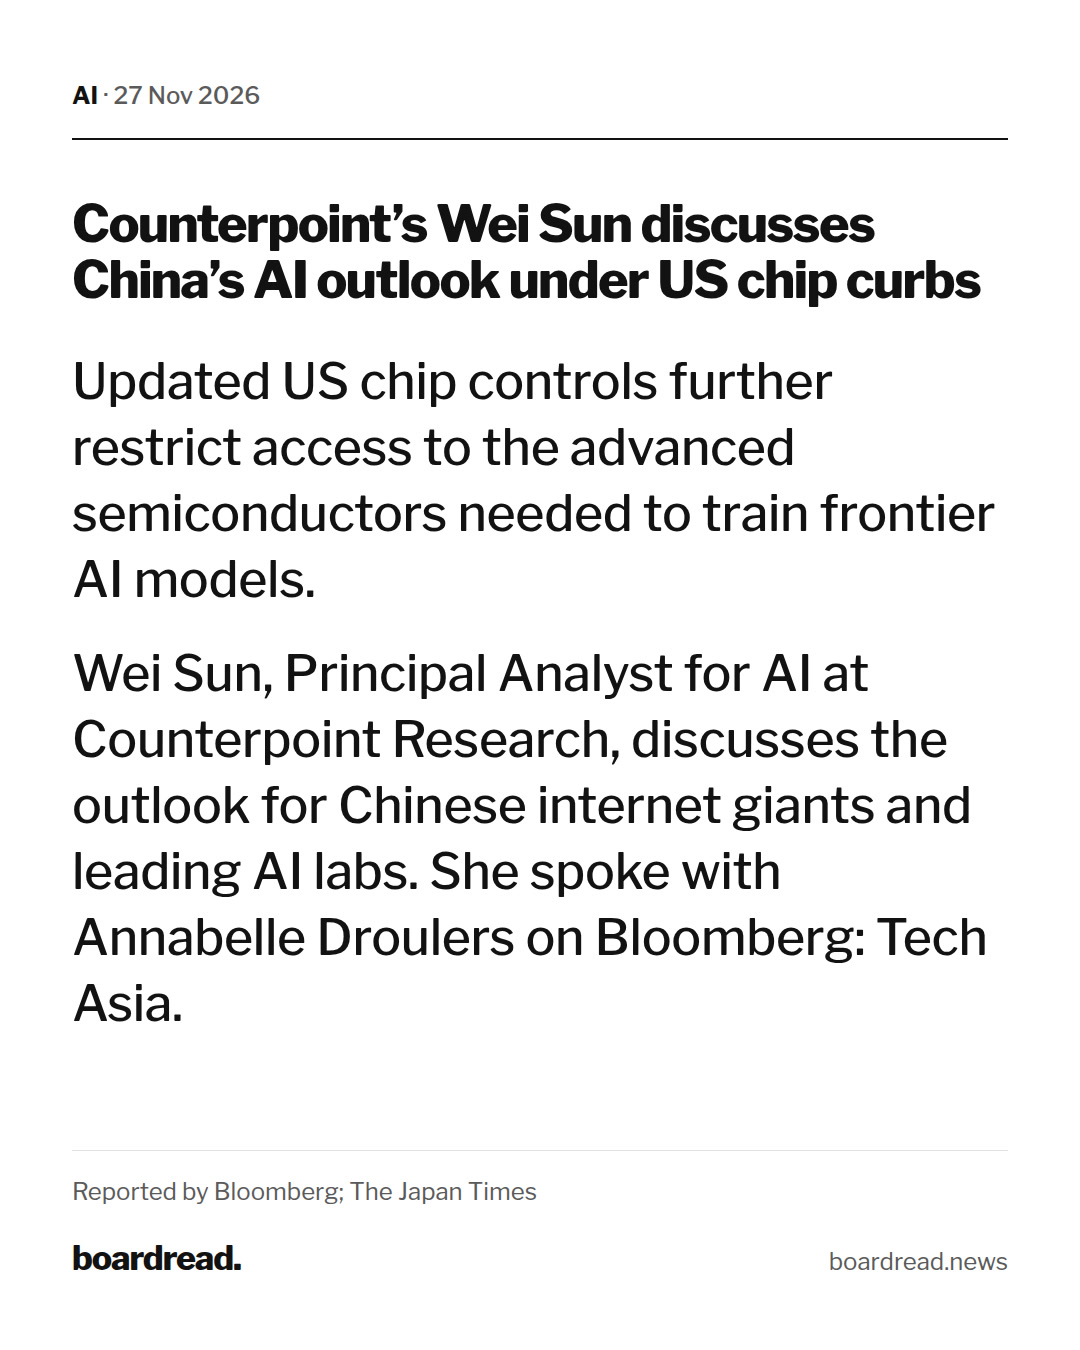 AI · 27 Nov 2026
Counterpoint’s Wei Sun discusses
China’s AI outlook under US chip curbs
Updated US chip controls further
restrict access to the advanced
semiconductors needed to train frontier
AI models.
Wei Sun, Principal Analyst for AI at
Counterpoint Research, discusses the
outlook for Chinese internet giants and
leading AI labs. She spoke with
Annabelle Droulers on Bloomberg: Tech
Asia.
Reported by Bloomberg; The Japan Times
boardread.
boardread.news